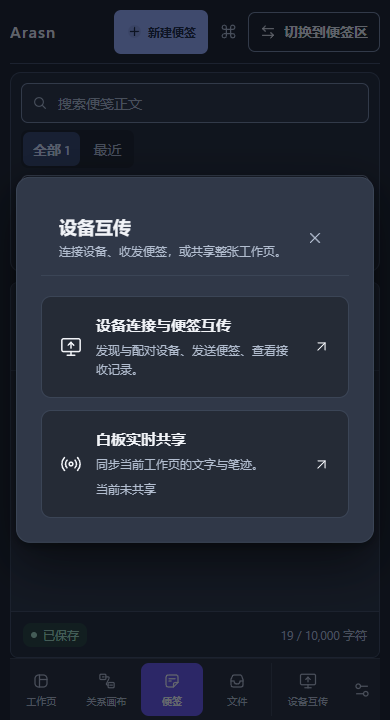 Arasn
新建便签
切换到便签区
搜索便笺正文
全部 1
最近
设备互传
连接设备、收发便签，或共享整张工作页。
设备连接与便签互传
发现与配对设备、发送便签、查看接
收记录。
白板实时共享
同步当前工作页的文字与笔迹。
当前未共享
已保存
19 / 10,000 字符
工作页
关系画布
便签
文件
设备互传